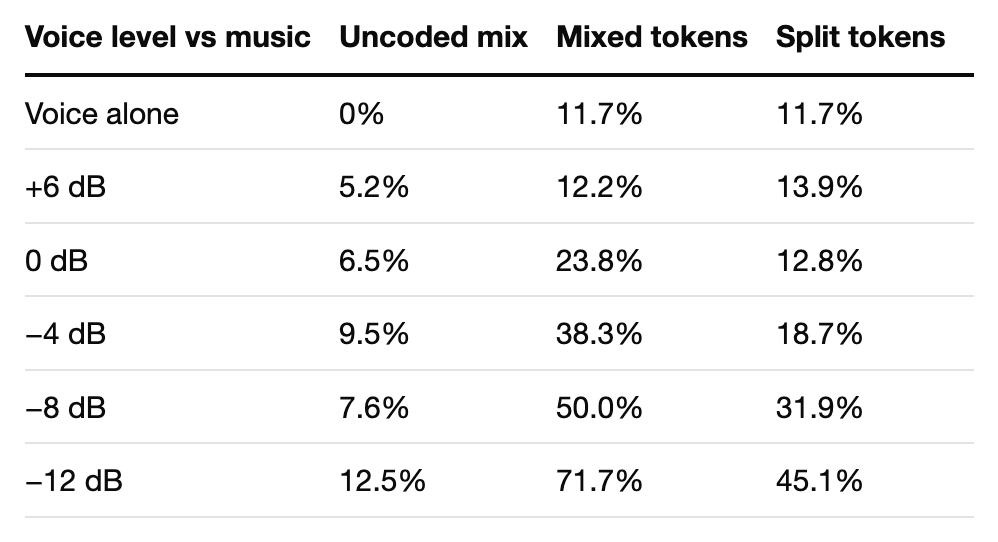 Voice level vs music Uncoded mix Mixed tokens Split tokens
Voice alone 0% 11.7% 11.7%
+6 dB 5.2% 12.2% 13.9%
0 dB 6.5% 23.8% 12.8%
−4 dB 9.5% 38.3% 18.7%
−8 dB 7.6% 50.0% 31.9%
−12 dB 12.5% 71.7% 45.1%